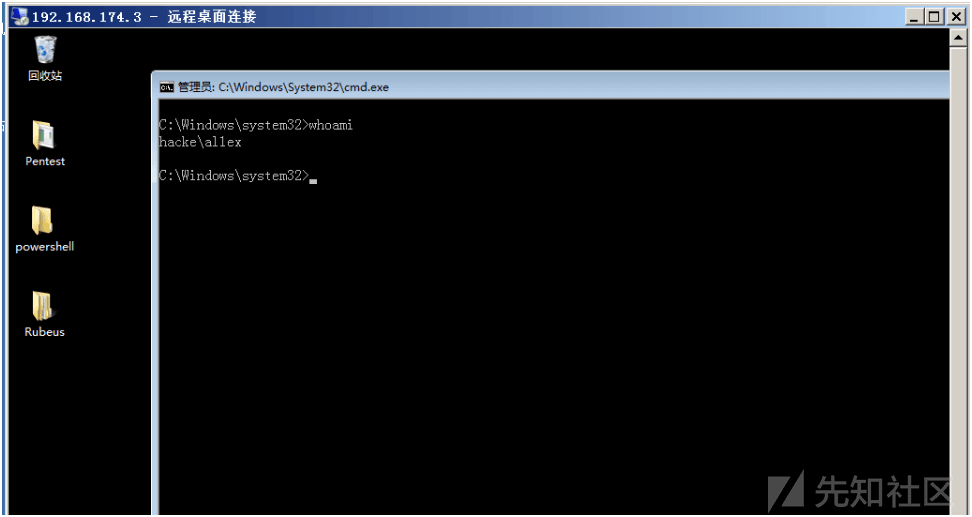 192.168.174.3 - 远程桌面连接
回收站
管理员: C:\Windows\System32\cmd.exe
C:\Windows\system32>whoami
hacke\allex
C:\Windows\system32>
Pentest
powershell
Rubeus
先知社区